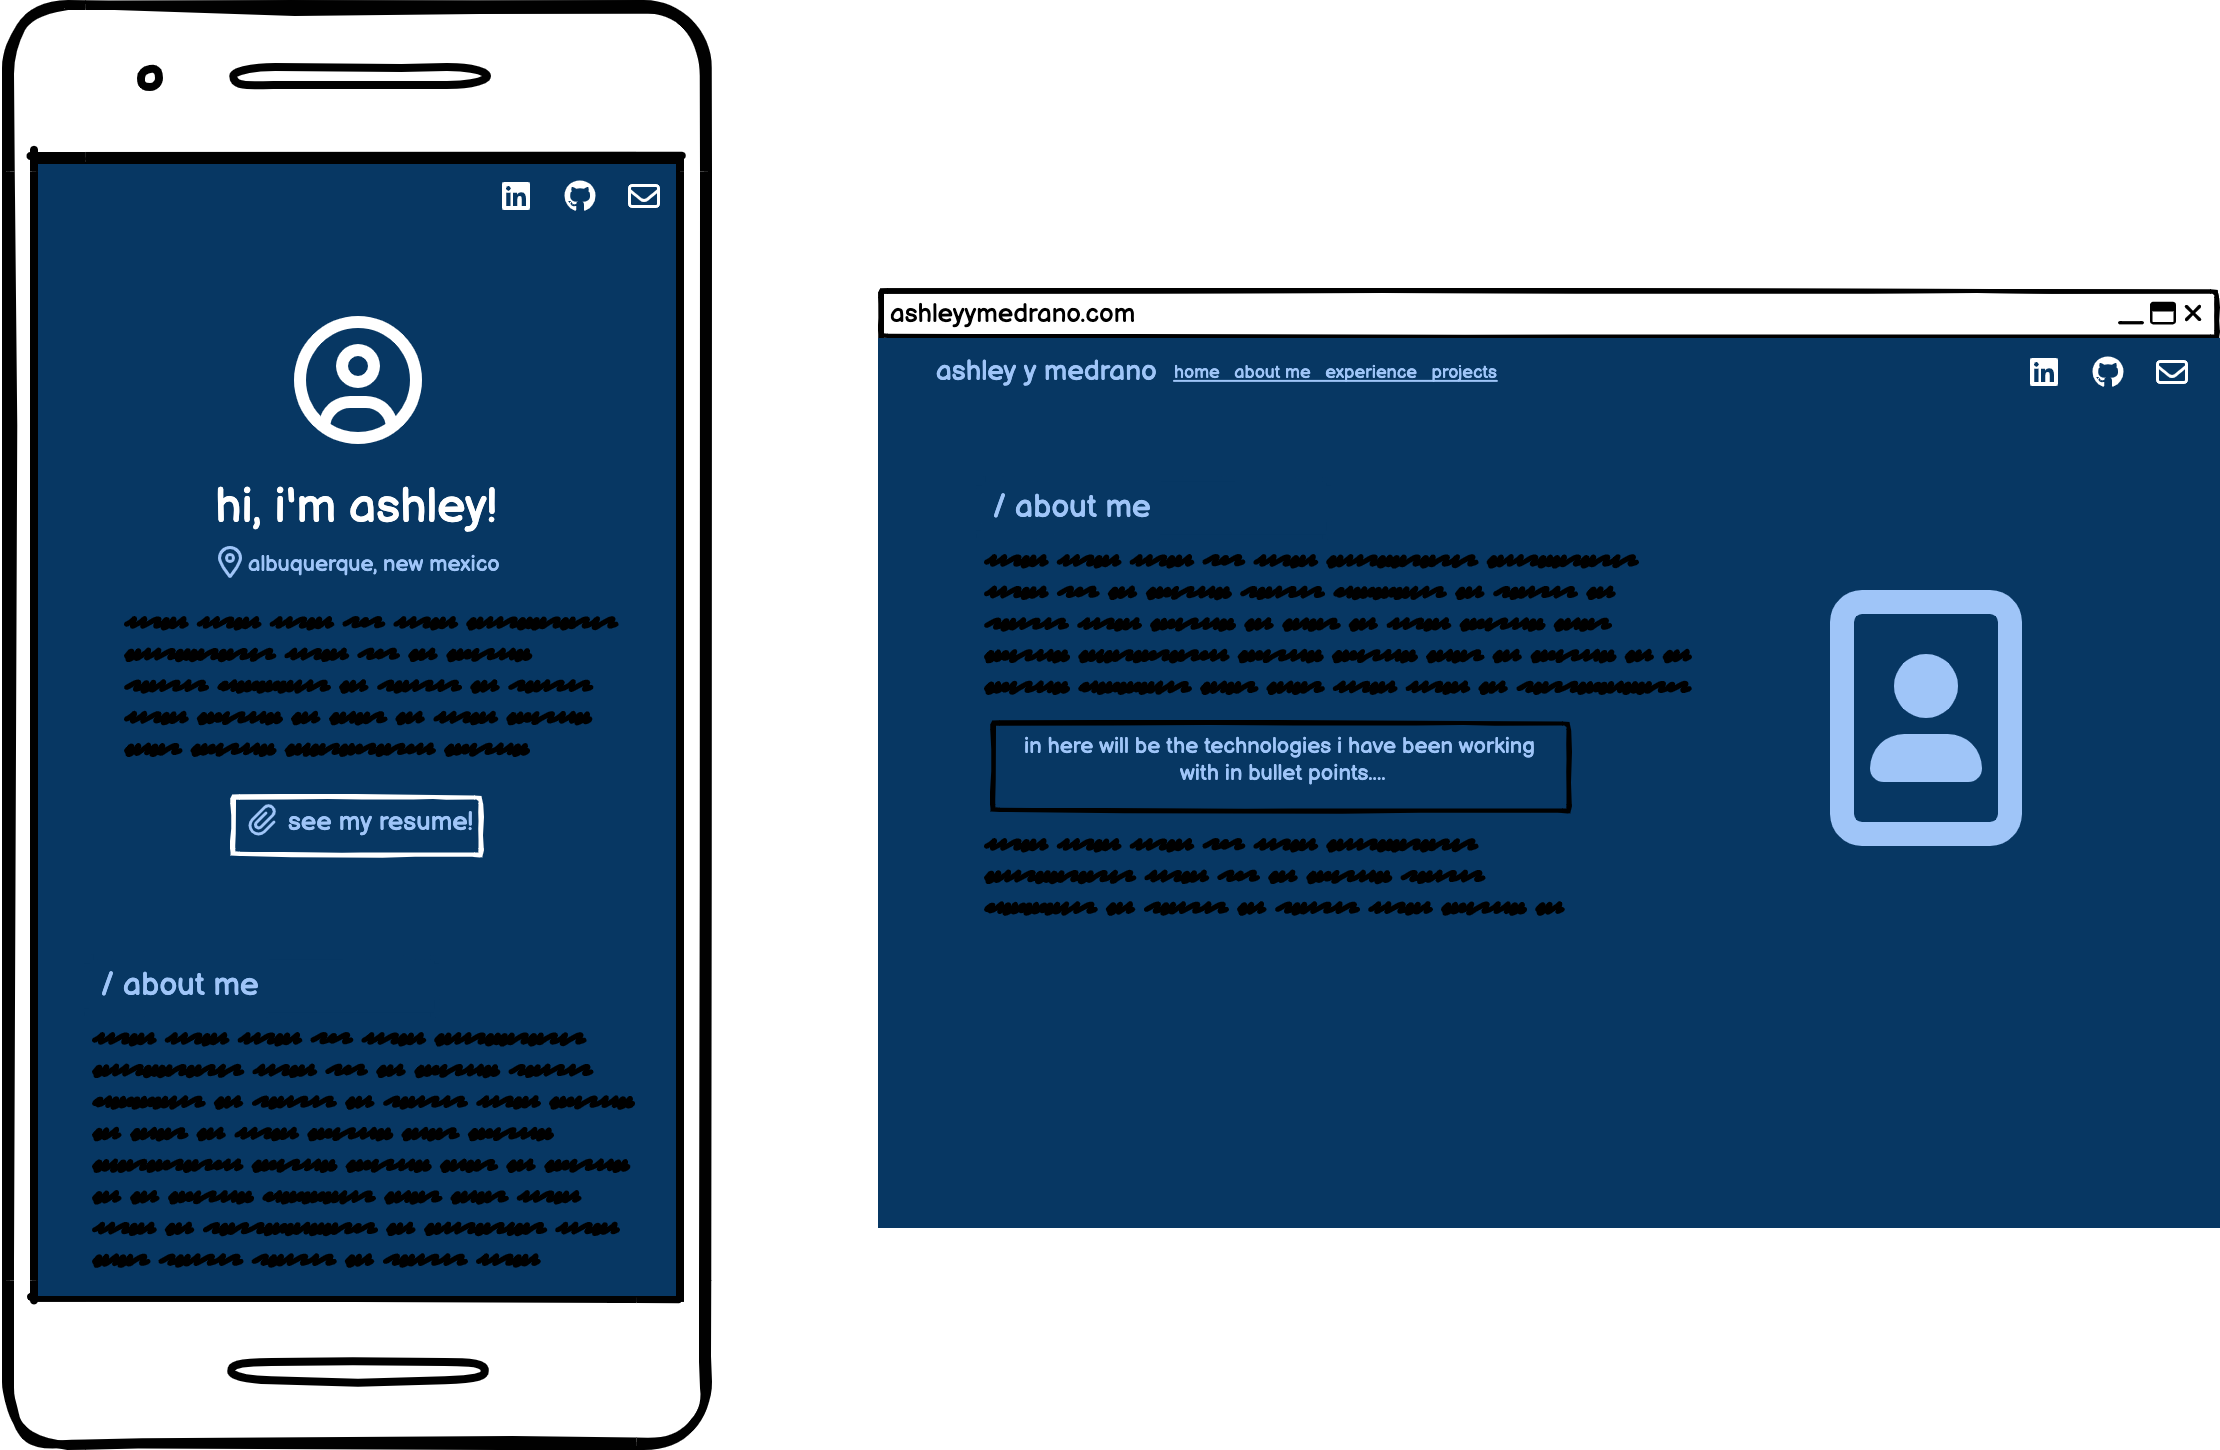 hi, i'm ashley!
albuquerque, new mexico
see my resume!
/ about me
ashleyymedrano.com
ashley y medrano home about me experience projects
/ about me
in here will be the technologies i have been working
with in bullet points....